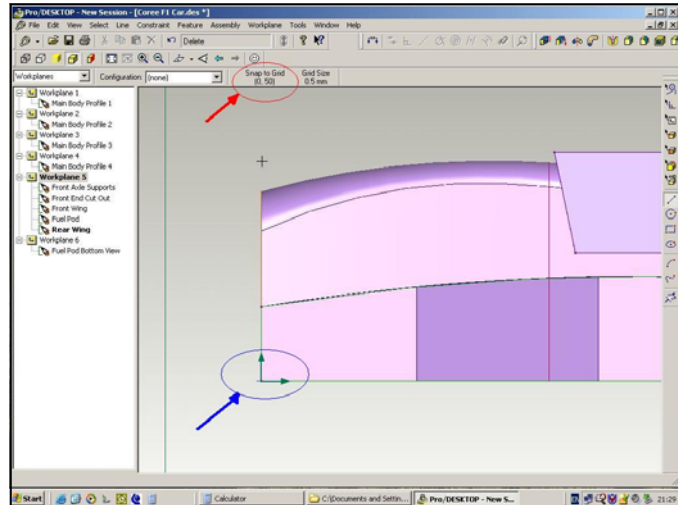 Pro/DESKTOP - New Session - [Coree F1 Car.des *]
File Edit View Select Line Constraint Feature Assembly Workplane Tools Window Help
Delete
Workplanes Configuration (none) Snap to Grid (0, 50) Grid Size 0.5 mm
Workplane 1
Main Body Profile 1
Workplane 2
Main Body Profile 2
Workplane 3
Main Body Profile 3
Workplane 4
Main Body Profile 4
Workplane 5
Front Axle Supports
Front End Cut Out
Front Wing
Fuel Pod
Rear Wing
Workplane 6
Fuel Pod Bottom View
Start Calculator C:\Documents and Settin... Pro/DESKTOP - New S... 21:29